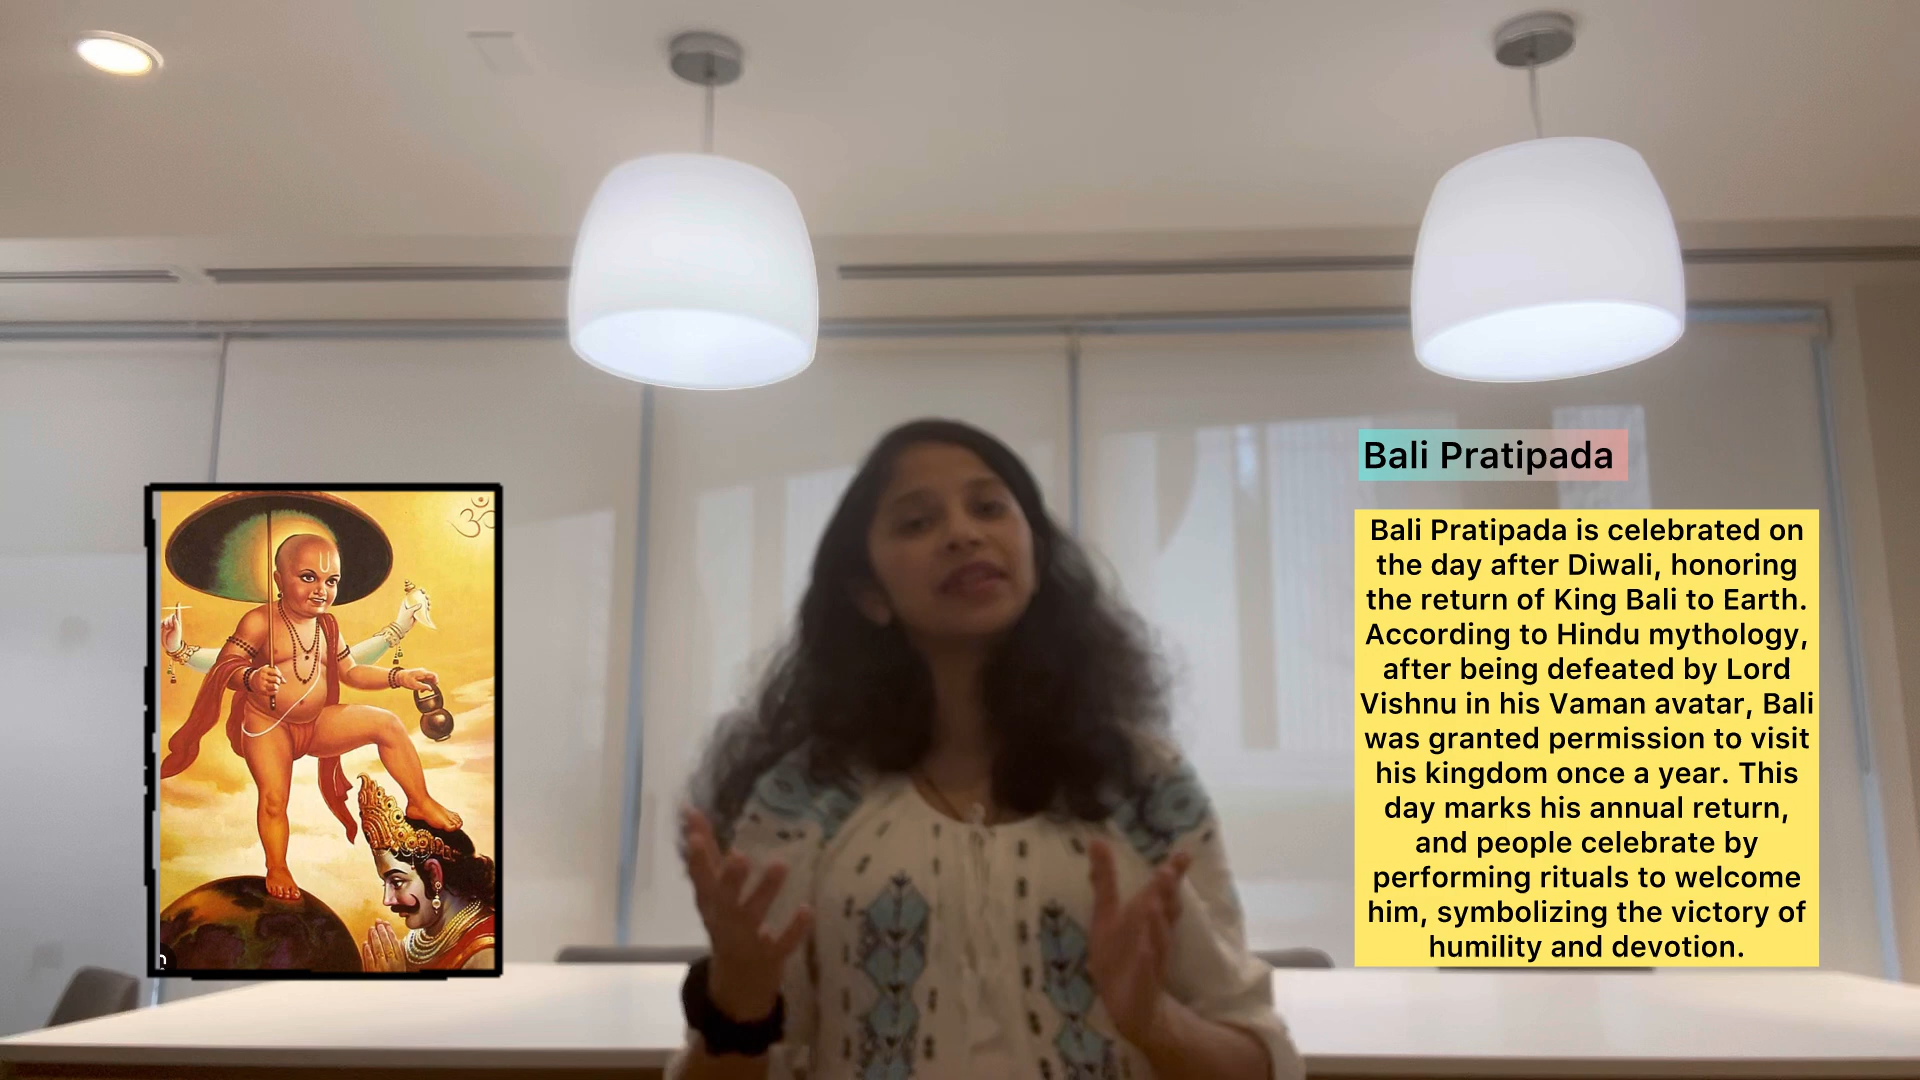 ॐ
Bali Pratipada
Bali Pratipada is celebrated on
the day after Diwali, honoring
the return of King Bali to Earth.
According to Hindu mythology,
after being defeated by Lord
Vishnu in his Vaman avatar, Bali
was granted permission to visit
his kingdom once a year. This
day marks his annual return,
and people celebrate by
performing rituals to welcome
him, symbolizing the victory of
humility and devotion.